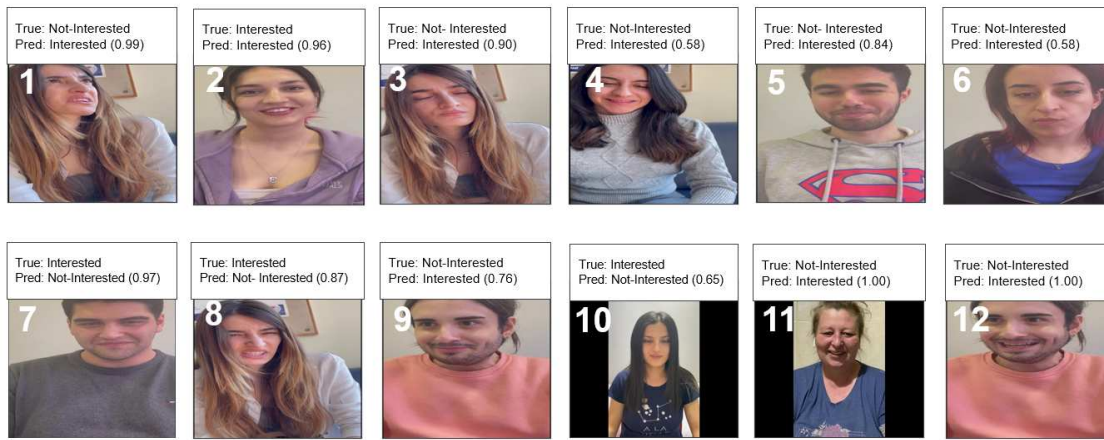 True: Not-Interested
Pred: Interested (0.99)
1
True: Interested
Pred: Interested (0.96)
2
True: Not- Interested
Pred: Interested (0.90)
3
True: Not-Interested
Pred: Interested (0.58)
4
True: Not- Interested
Pred: Interested (0.84)
5
True: Not-Interested
Pred: Interested (0.58)
6
True: Interested
Pred: Not-Interested (0.97)
7
True: Interested
Pred: Not- Interested (0.87)
8
True: Not-Interested
Pred: Interested (0.76)
9
True: Interested
Pred: Not-Interested (0.65)
10
A LA
True: Not-Interested
Pred: Interested (1.00)
11
True: Not-Interested
Pred: Interested (1.00)
12